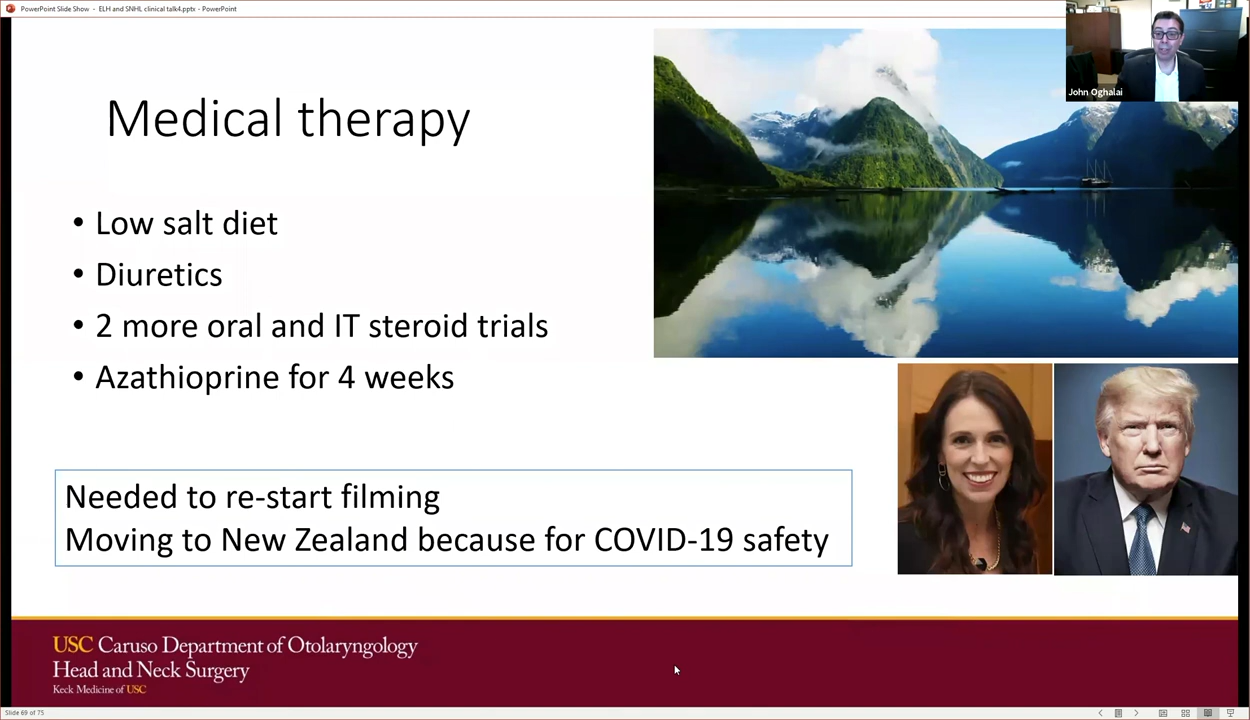 PowerPoint Slide Show - ELH and SNHL clinical talk4.pptx - PowerPoint
John Oghalai
Medical therapy
• Low salt diet
• Diuretics
• 2 more oral and IT steroid trials
• Azathioprine for 4 weeks
Needed to re-start filming
Moving to New Zealand because for COVID-19 safety
USC Caruso Department of Otolaryngology
Head and Neck Surgery
Keck Medicine of USC
Slide 69 of 75